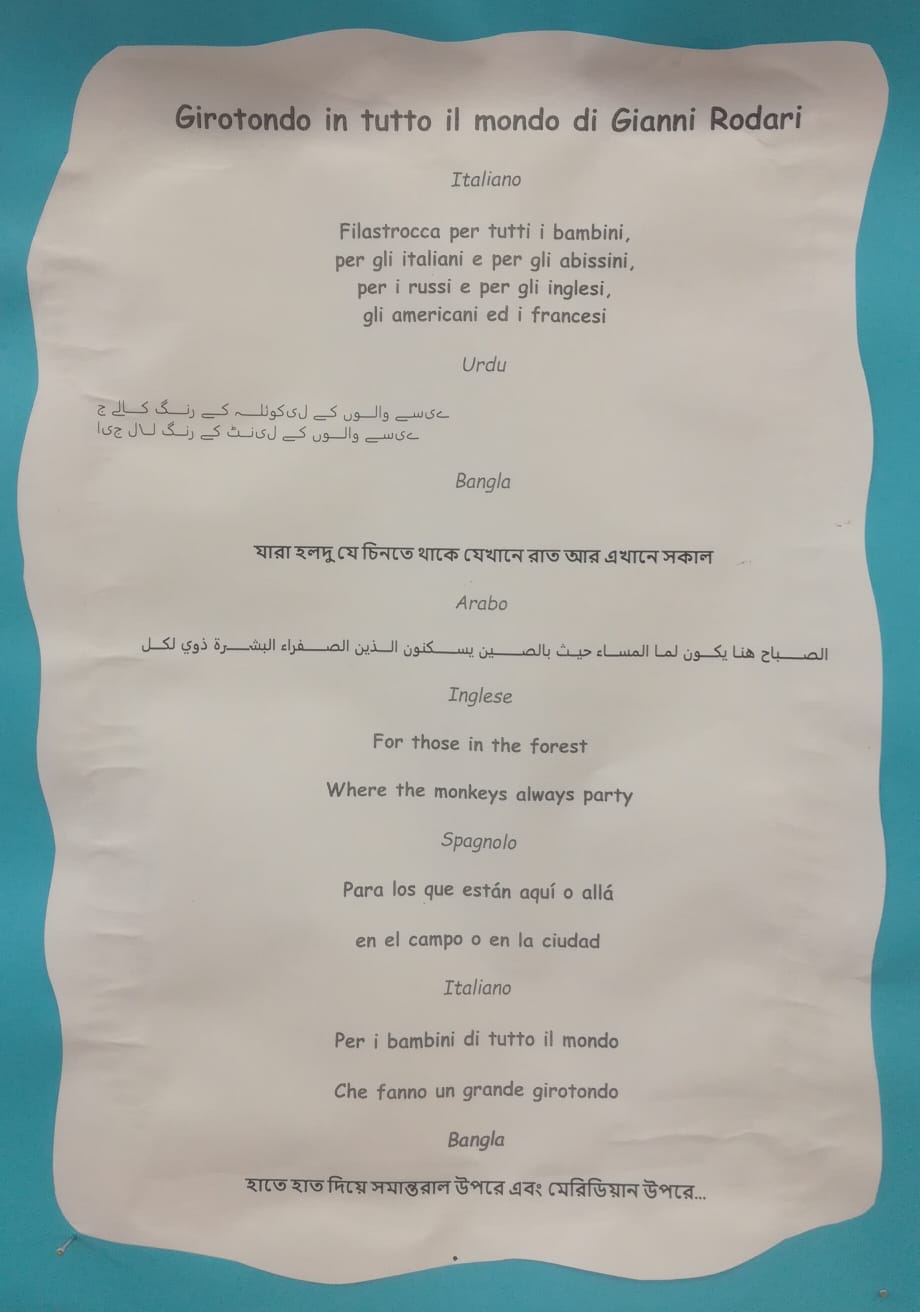 Girotondo in tutto il mondo di Gianni Rodari
Italiano
Filastrocca per tutti i bambini,
per gli italiani e per gli abissini,
per i russi e per gli inglesi,
gli americani ed i francesi
Urdu
ےیسے والوں کے لیکوئلہ کے رنگ کالے ج
ےیسے والوں کے لینٹ کے رنگ لال جیا
Bangla
যারা হলদু যে চিনতে থাকে যেখানে রাত আর এখানে সকাল
Arabo
الصباح هنا يكون لما المساء حيث بالصين يسكنون الذين الصفراء البشرة ذوي لكل
Inglese
For those in the forest
Where the monkeys always party
Spagnolo
Para los que están aquí o allá
en el campo o en la ciudad
Italiano
Per i bambini di tutto il mondo
Che fanno un grande girotondo
Bangla
হাতে হাত দিয়ে সমান্তরাল উপরে এবং মেরিডিয়ান উপরে...